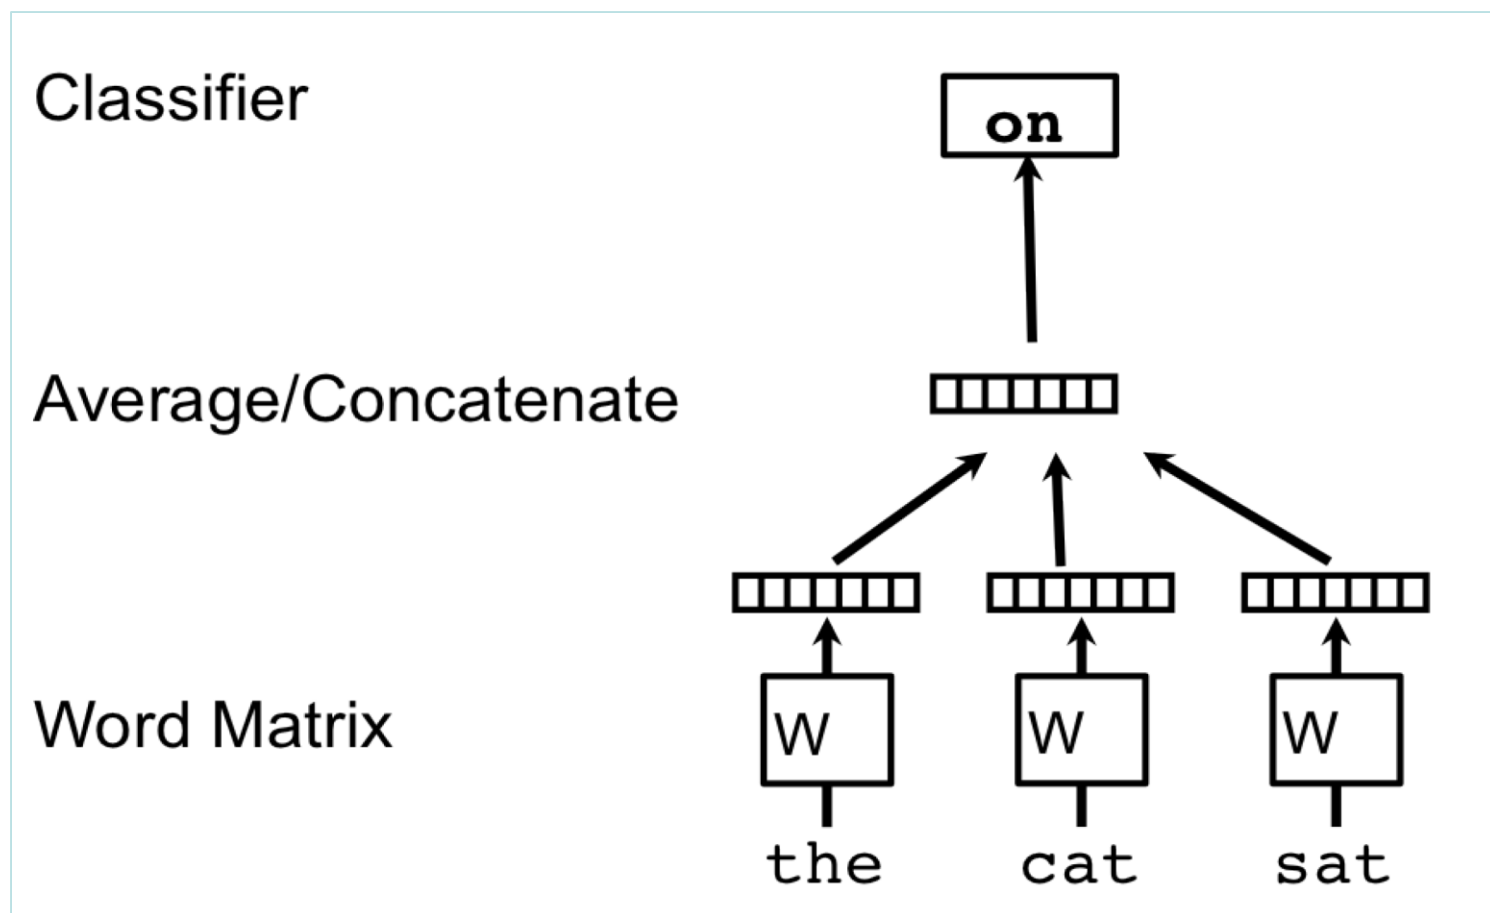 Classifier
on
Average/Concatenate
Word Matrix
W
W
W
the
cat
sat